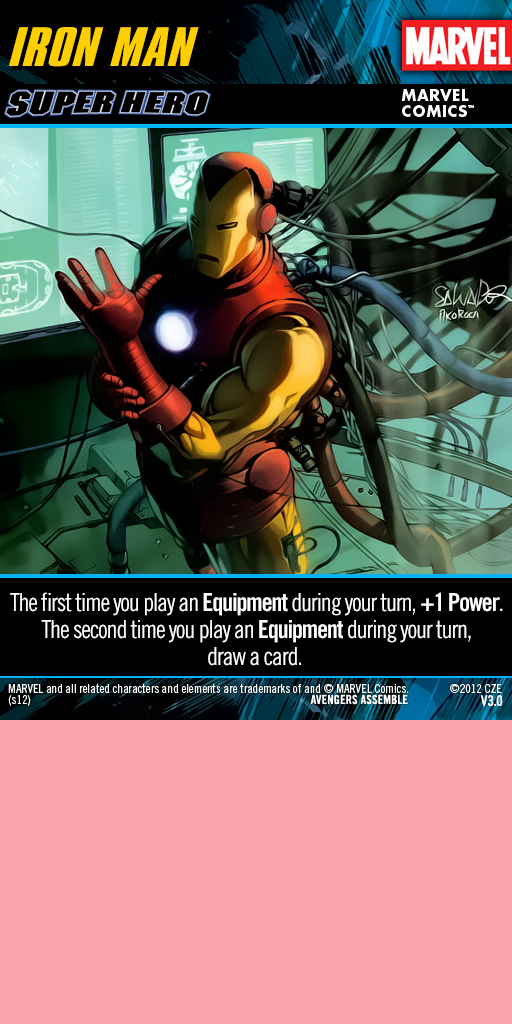 IRON MAN
MARVEL
SUPER HERO
MARVEL
COMICS™
SALVADOR
The first time you play an Equipment during your turn, +1 Power.
The second time you play an Equipment during your turn,
draw a card.
MARVEL and all related characters and elements are trademarks of and © MARVEL Comics.
(s12)
AVENGERS ASSEMBLE
©2012 CZE
V3.0